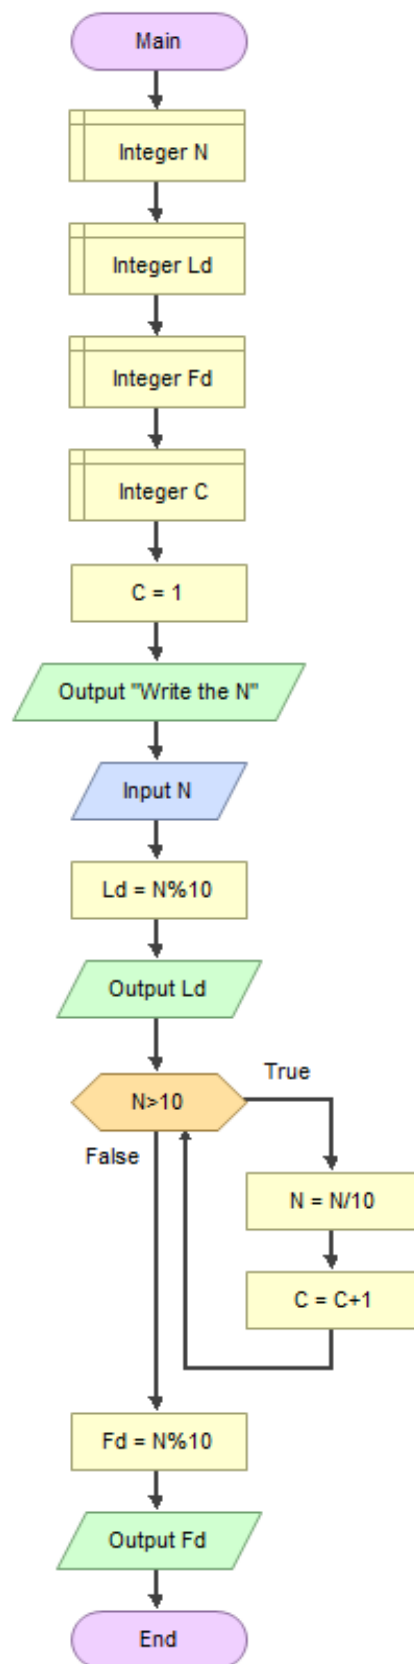 Main
Integer N
Integer Ld
Integer Fd
Integer C
C = 1
Output "Write the N"
Input N
Ld = N%10
Output Ld
True
N>10
False
N = N/10
C = C+1
Fd = N%10
Output Fd
End